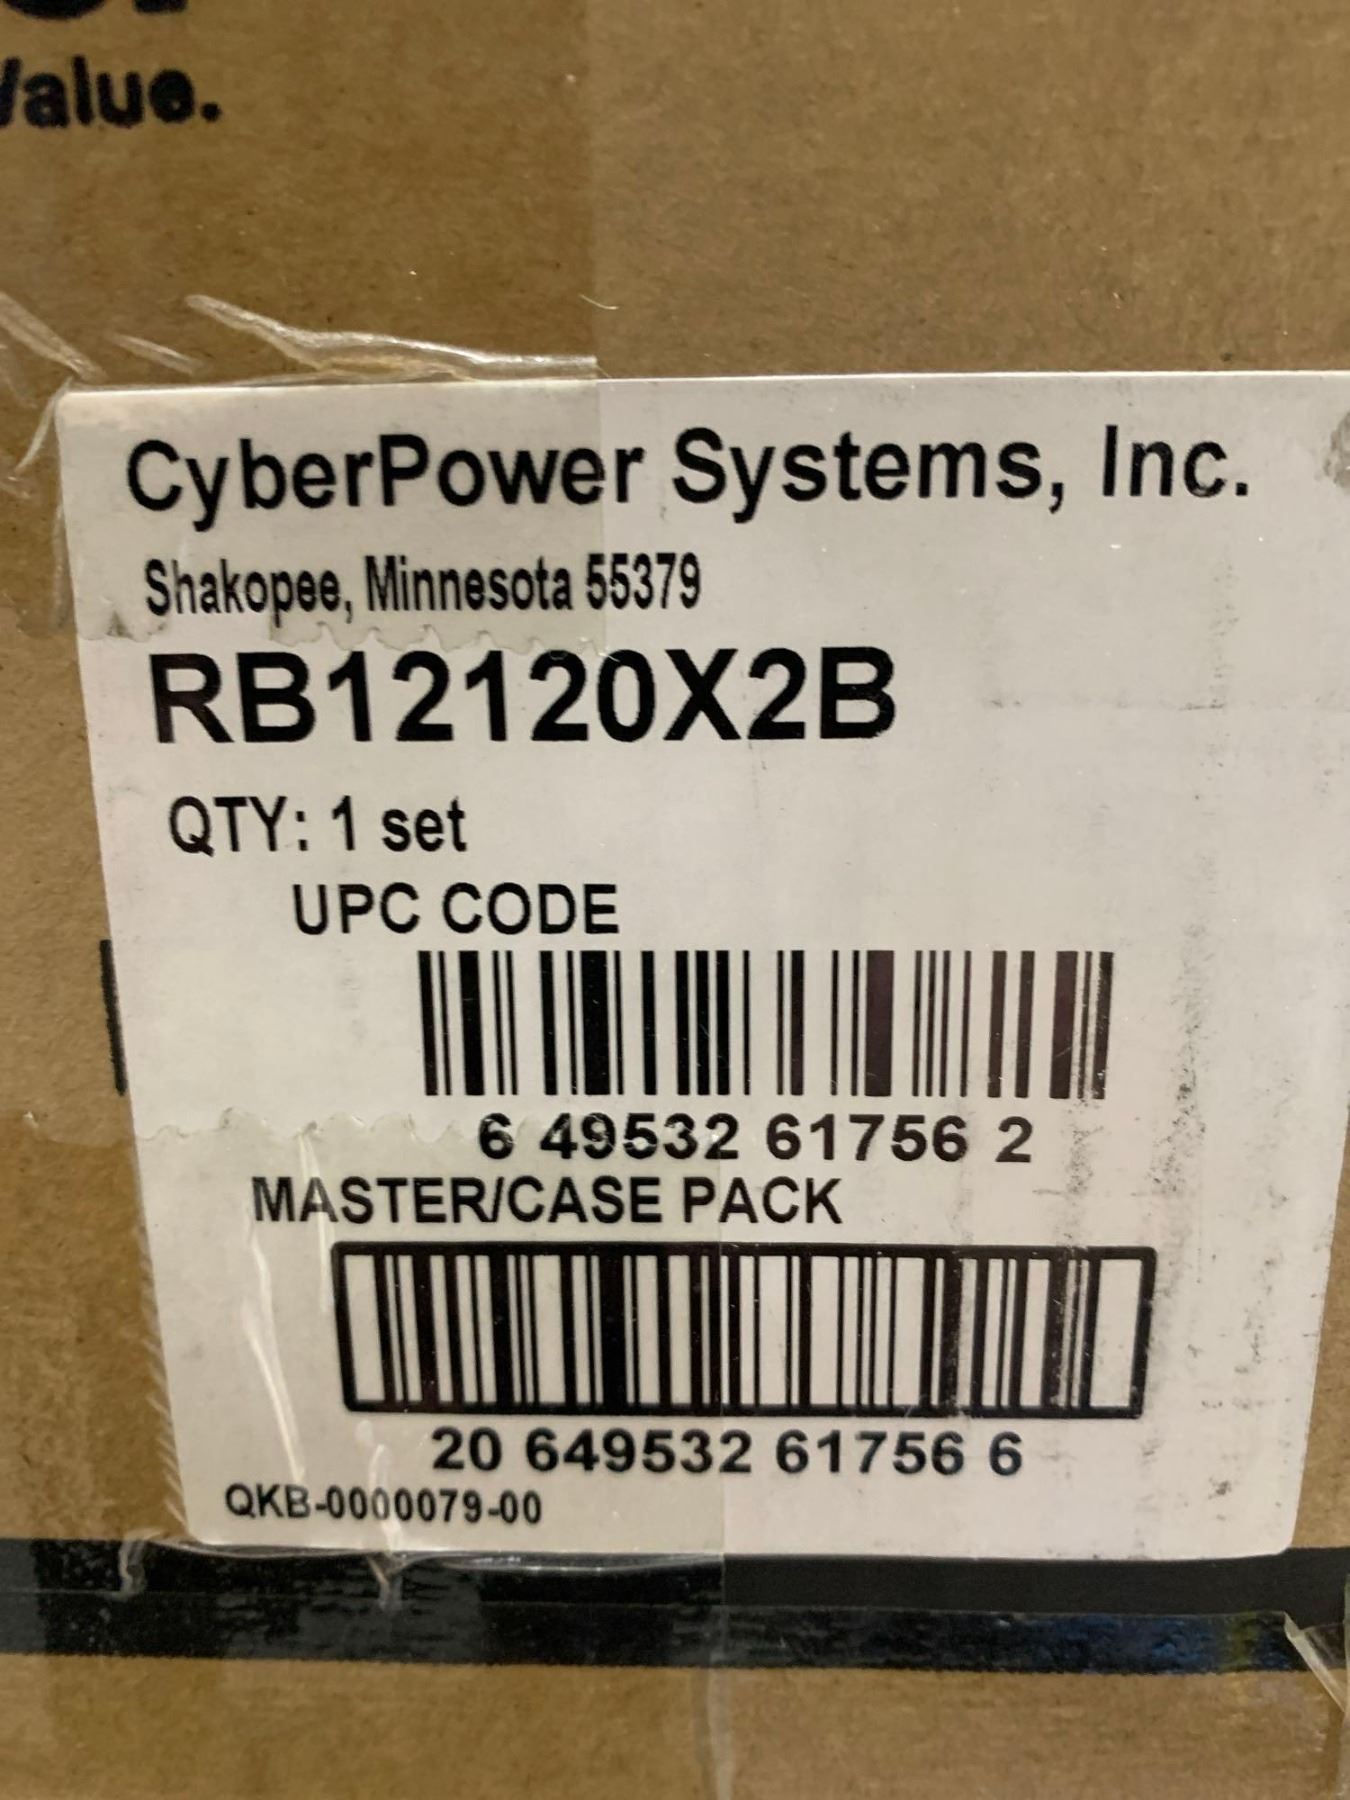 Value.
CyberPower Systems, Inc.
Shakopee, Minnesota 55379
RB12120X2B
QTY: 1 set
UPC CODE
6 49532 61756 2
MASTER/CASE PACK
20 649532 61756 6
QKB-0000079-00